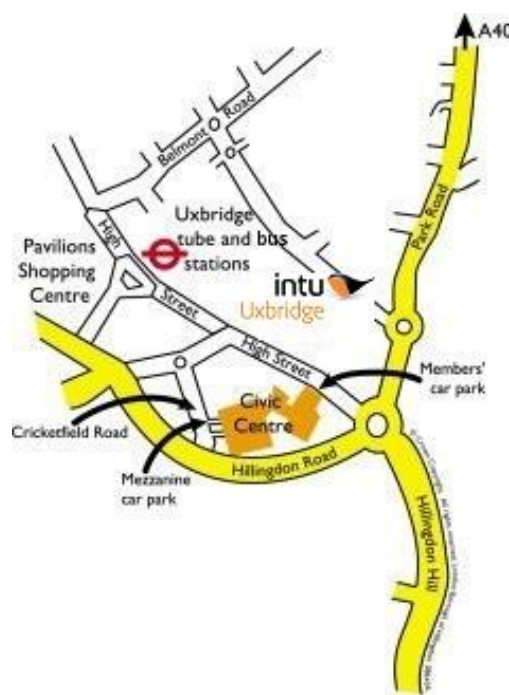 A40
Belmont Road
Park Road
High
Street
Uxbridge
tube and bus
stations
Pavilions
Shopping
Centre
intu
Uxbridge
High Street
Members'
car park
Civic
Centre
Cricketfield Road
Mezzanine
car park
Hillingdon Road
Hillingdon Hill